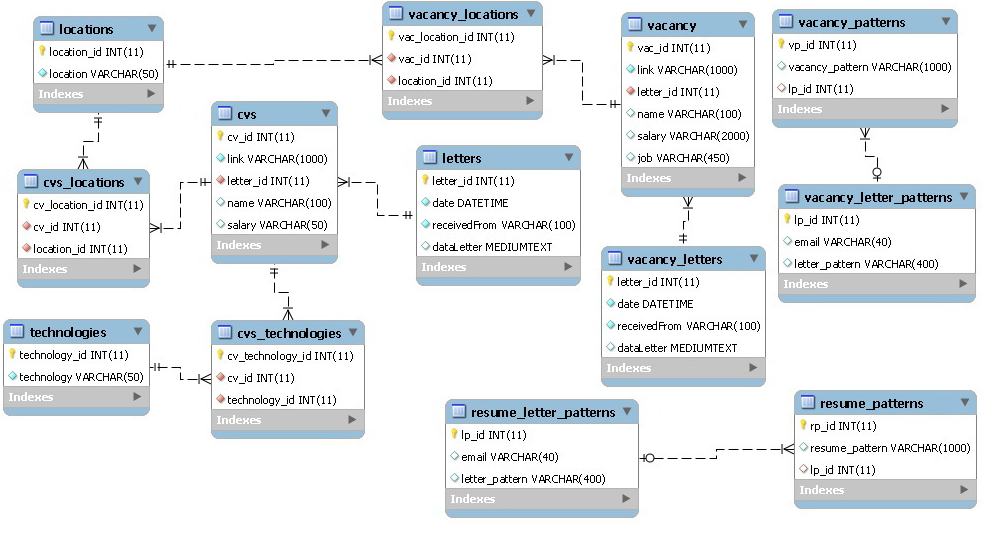 locations
location_id INT(11)
location VARCHAR(50)
Indexes
vacancy_locations
vac_location_id INT(11)
vac_id INT(11)
location_id INT(11)
Indexes
vacancy
vac_id INT(11)
link VARCHAR(1000)
letter_id INT(11)
name VARCHAR(100)
salary VARCHAR(2000)
job VARCHAR(450)
Indexes
vacancy_patterns
vp_id INT(11)
vacancy_pattern VARCHAR(1000)
lp_id INT(11)
Indexes
cvs
cv_id INT(11)
link VARCHAR(1000)
letter_id INT(11)
name VARCHAR(100)
salary VARCHAR(50)
Indexes
letters
letter_id INT(11)
date DATETIME
receivedFrom VARCHAR(100)
dataLetter MEDIUMTEXT
Indexes
cvs_locations
cv_location_id INT(11)
cv_id INT(11)
location_id INT(11)
Indexes
vacancy_letter_patterns
lp_id INT(11)
email VARCHAR(40)
letter_pattern VARCHAR(400)
Indexes
vacancy_letters
letter_id INT(11)
date DATETIME
receivedFrom VARCHAR(100)
dataLetter MEDIUMTEXT
Indexes
technologies
technology_id INT(11)
technology VARCHAR(50)
Indexes
cvs_technologies
cv_technology_id INT(11)
cv_id INT(11)
technology_id INT(11)
Indexes
resume_letter_patterns
lp_id INT(11)
email VARCHAR(40)
letter_pattern VARCHAR(400)
Indexes
resume_patterns
rp_id INT(11)
resume_pattern VARCHAR(1000)
lp_id INT(11)
Indexes